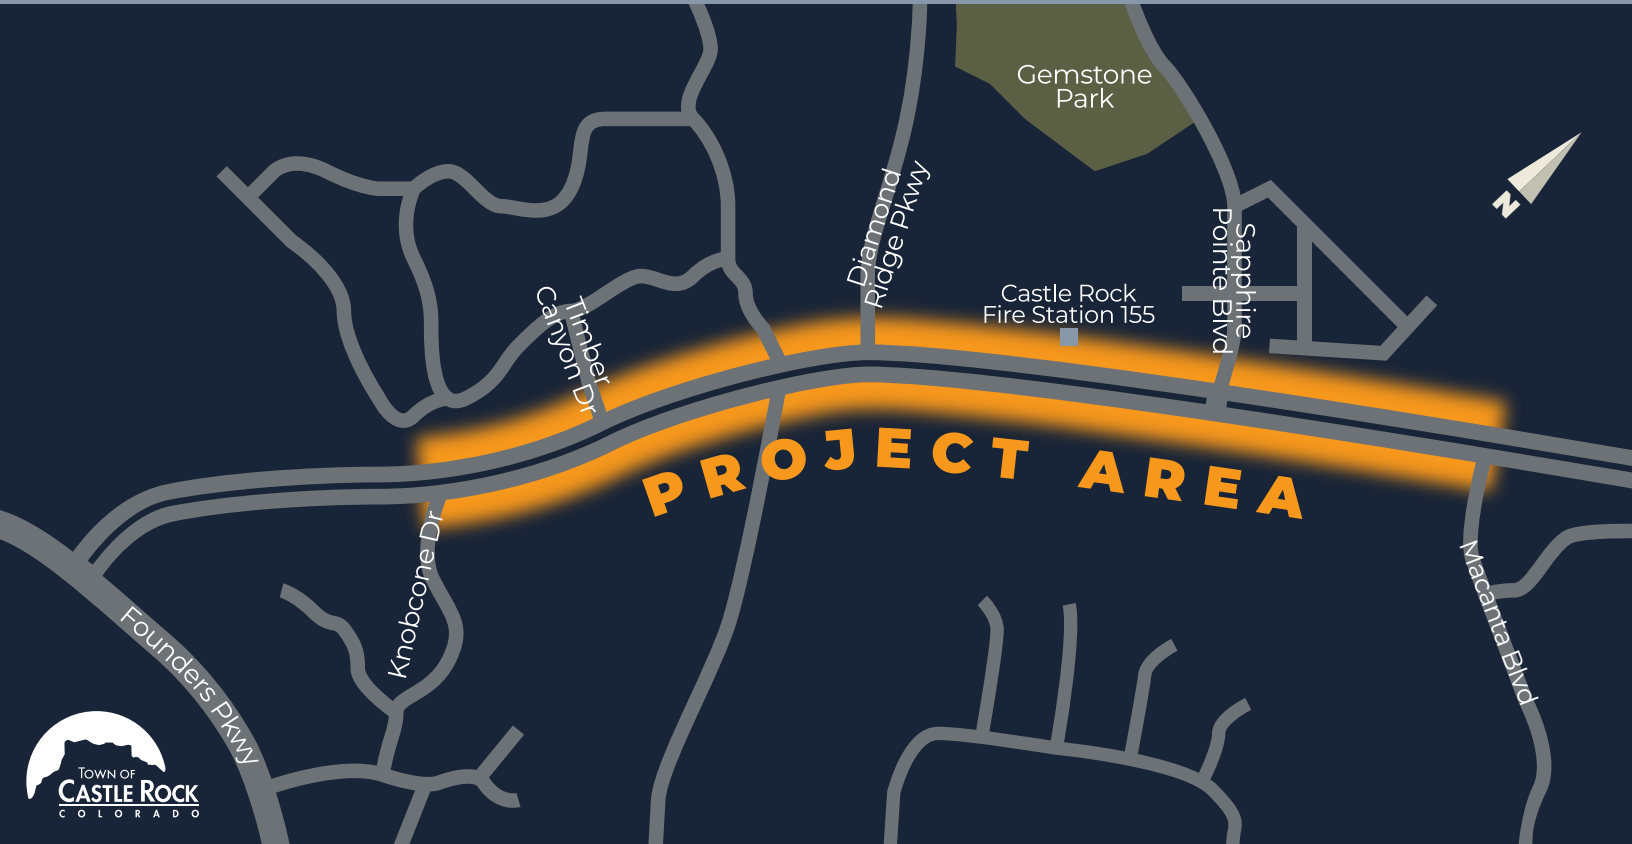 Gemstone
Park
Diamond
Ridge Pkwy
Sapphire
Pointe Blvd
N
Castle Rock
Fire Station 155
Timber
Canyon Dr
PROJECT AREA
Knobcone Dr
Macanta Blvd
Founders Pkwy
TOWN OF
CASTLE ROCK
COLORADO